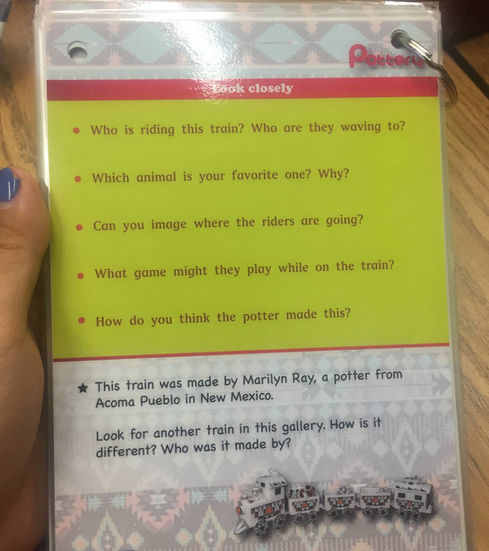 Pottery
Look closely
Who is riding this train? Who are they waving to?
Which animal is your favorite one? Why?
Can you image where the riders are going?
What game might they play while on the train?
How do you think the potter made this?
This train was made by Marilyn Ray, a potter from
Acoma Pueblo in New Mexico.
Look for another train in this gallery. How is it
different? Who was it made by?